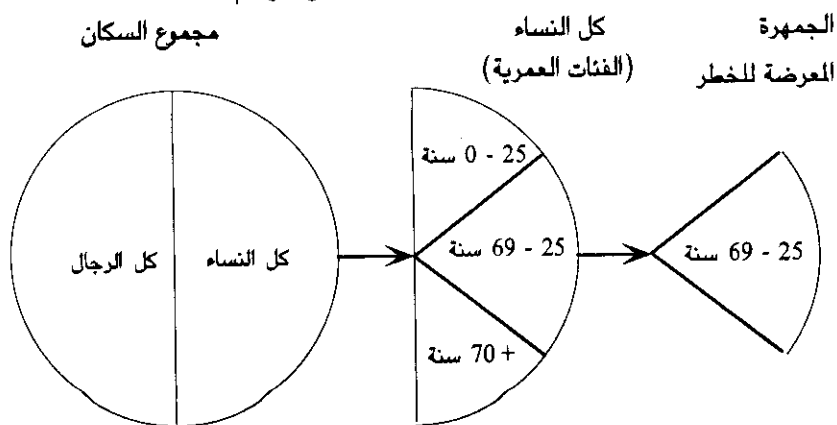 مجموع السكان
كل النساء
(الفئات العمرية)
الجمهرة
المعرضة للخطر
كل الرجال
كل النساء
0 - 25 سنة
25 - 69 سنة
70 + سنة
25 - 69 سنة